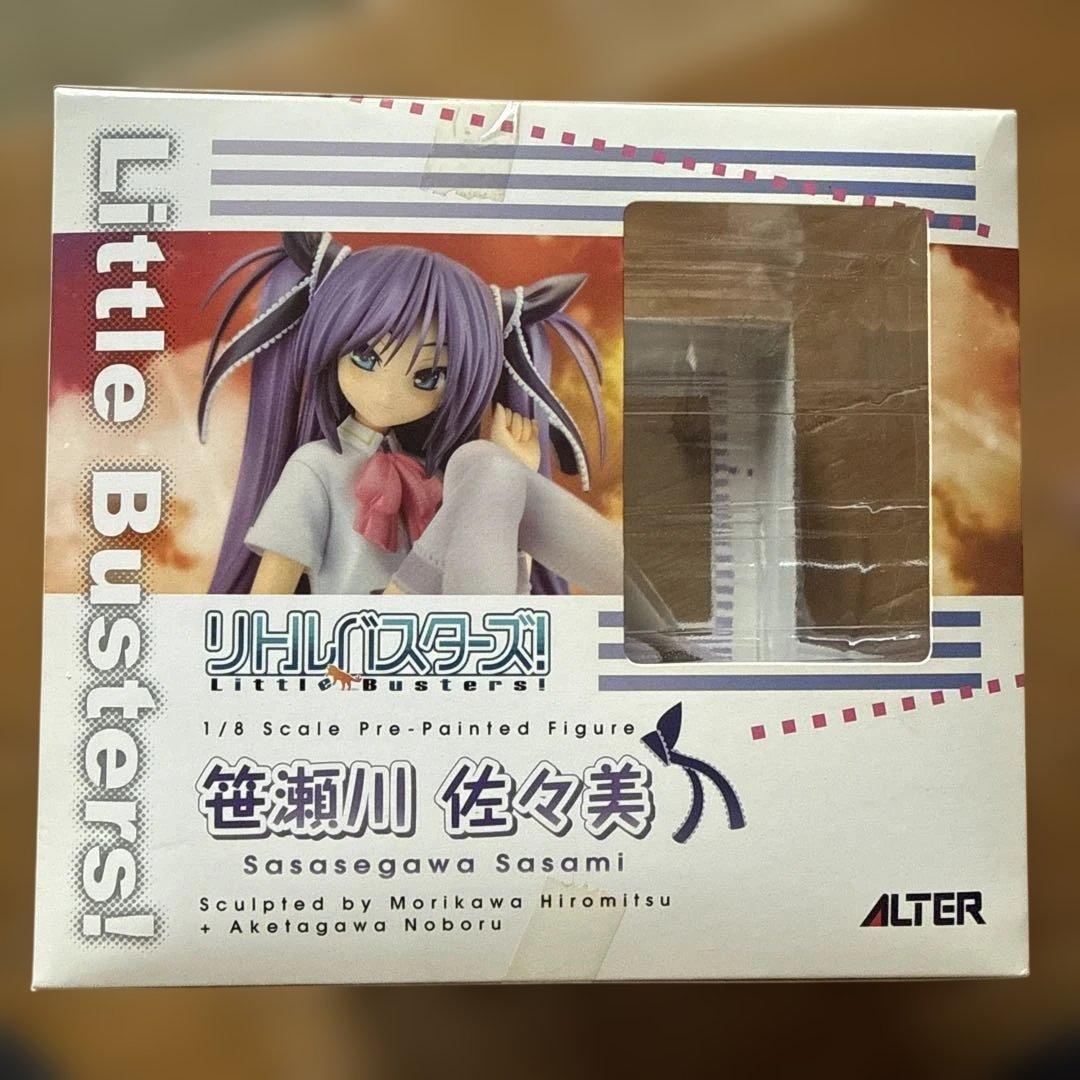 Little Busters!
リトルバスターズ!
Little Busters!
1/8 Scale Pre-Painted Figure
笹瀬川 佐々美
Sasasegawa Sasami
Sculpted by Morikawa Hiromitsu
+ Aketagawa Noboru
ALTER